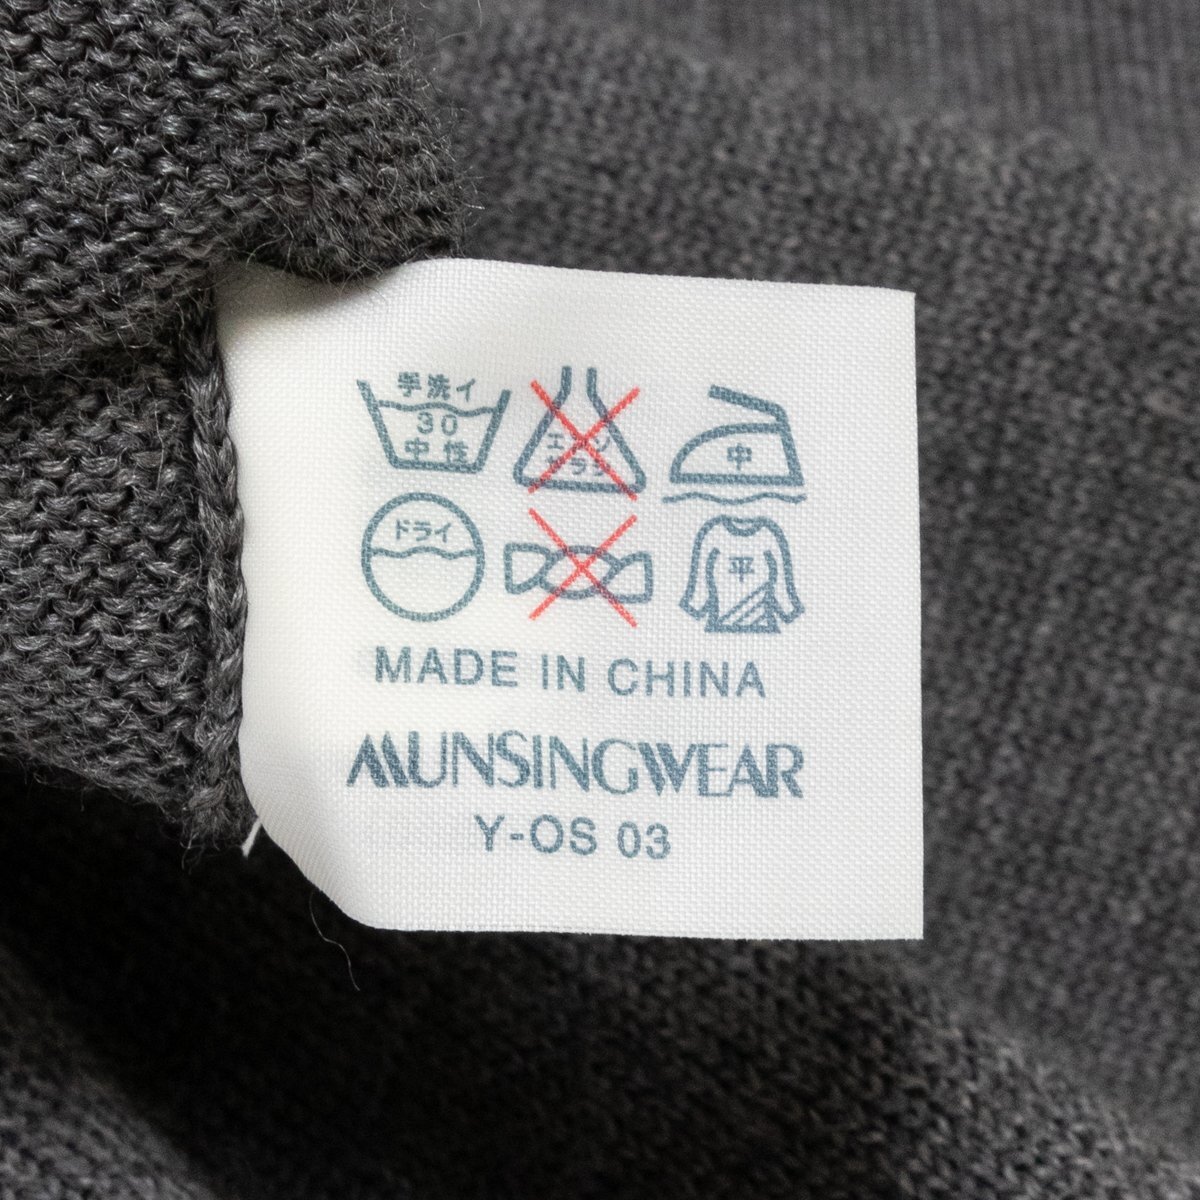 手洗イ
30
中性
エンソ
サラシ
中
ドライ
平
MADE IN CHINA
MUNSINGWEAR
Y-OS 03